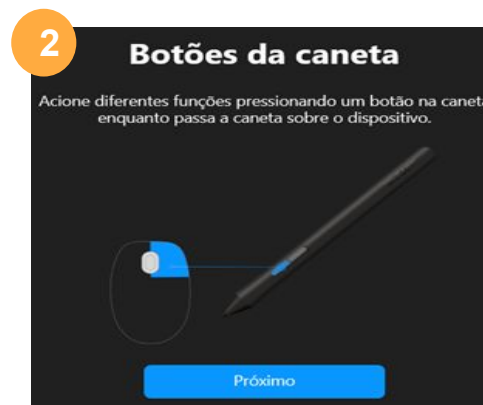 2
Botões da caneta
Acione diferentes funções pressionando um botão na caneta
enquanto passa a caneta sobre o dispositivo.
Próximo